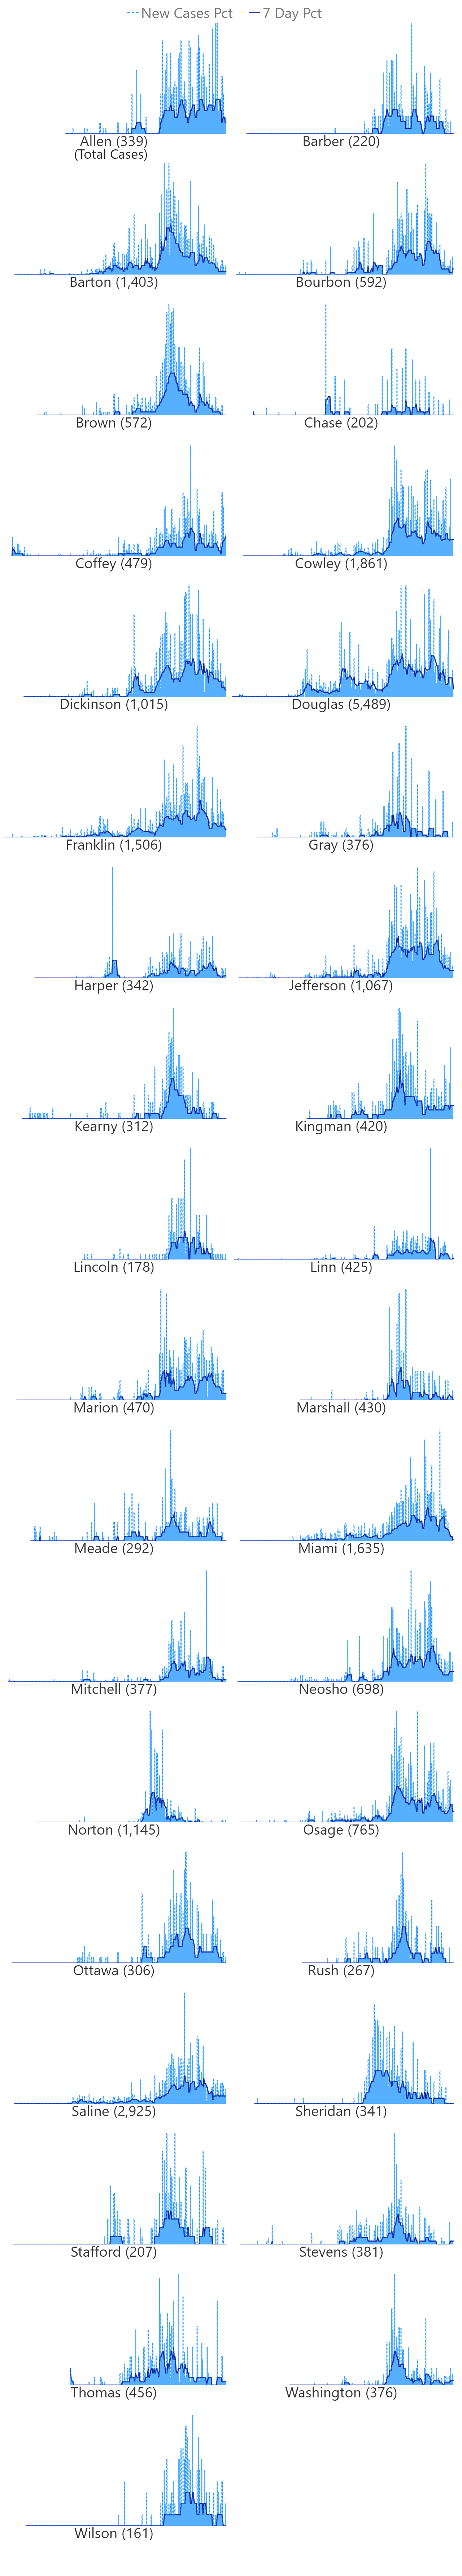 New Cases Pct 7 Day Pct
Allen (339) Barber (220)
(Total Cases)
Barton (1,403) Bourbon (592)
Brown (572) Chase (202)
Coffey (479) Cowley (1,861)
Dickinson (1,015) Douglas (5,489)
Franklin (1,506) Gray (376)
Harper (342) Jefferson (1,067)
Kearny (312) Kingman (420)
Lincoln (178) Linn (425)
Marion (470) Marshall (430)
Meade (292) Miami (1,635)
Mitchell (377) Neosho (698)
Norton (1,145) Osage (765)
Ottawa (306) Rush (267)
Saline (2,925) Sheridan (341)
Stafford (207) Stevens (381)
Thomas (456) Washington (376)
Wilson (161)